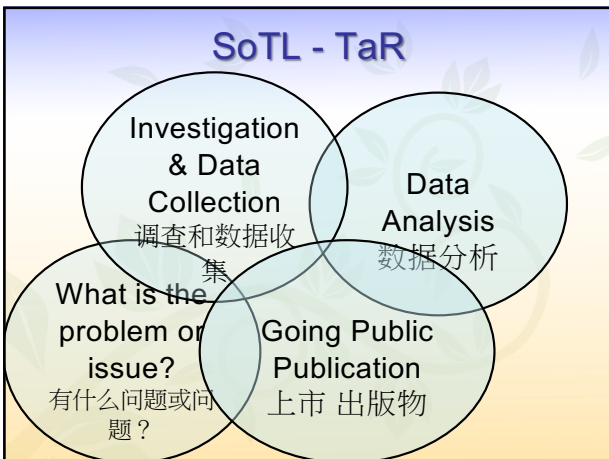 SoTL - TaR
Investigation
& Data
Collection
调查和数据收
集
Data
Analysis
数据分析
What is the
problem or
issue?
有什么问题或问
题？
Going Public
Publication
上市 出版物